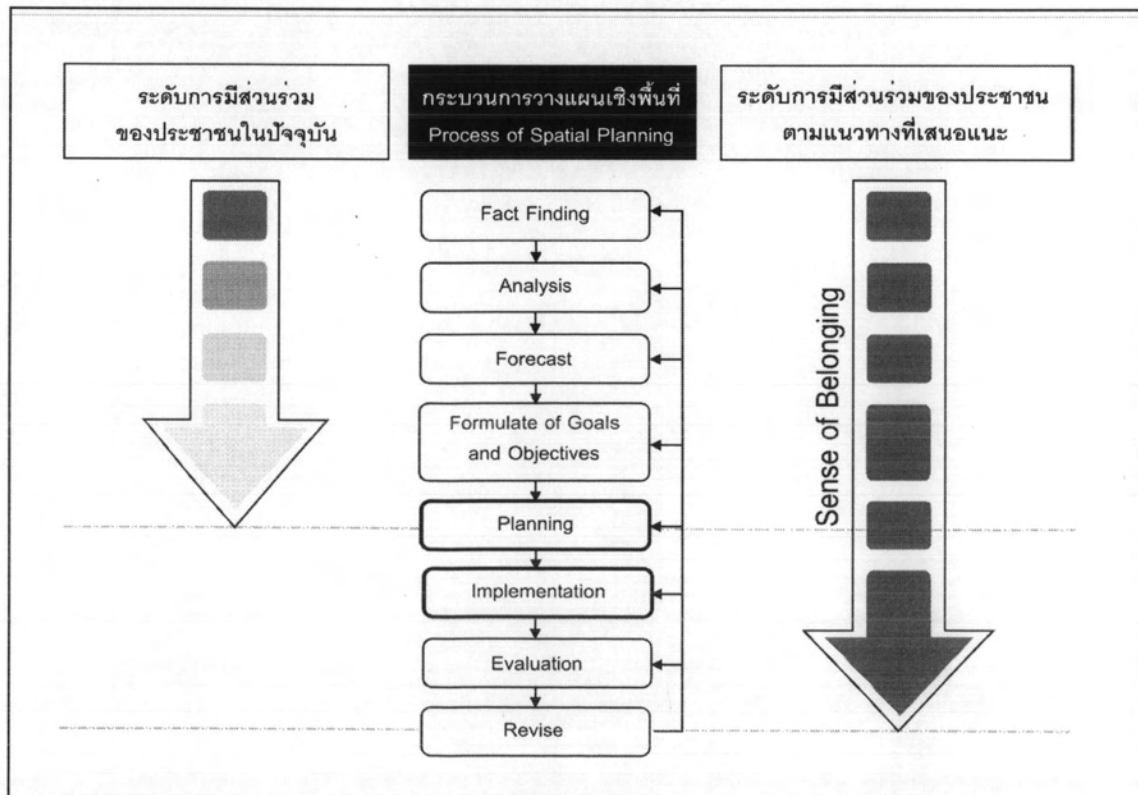 ระดับการมีส่วนร่วม
ของประชาชนในปัจจุบัน
กระบวนการวางแผนเชิงพื้นที่
Process of Spatial Planning
ระดับการมีส่วนร่วมของประชาชน
ตามแนวทางที่เสนอแนะ
Fact Finding
Analysis
Forecast
Formulate of Goals
and Objectives
Planning
Implementation
Evaluation
Revise
Sense of Belonging